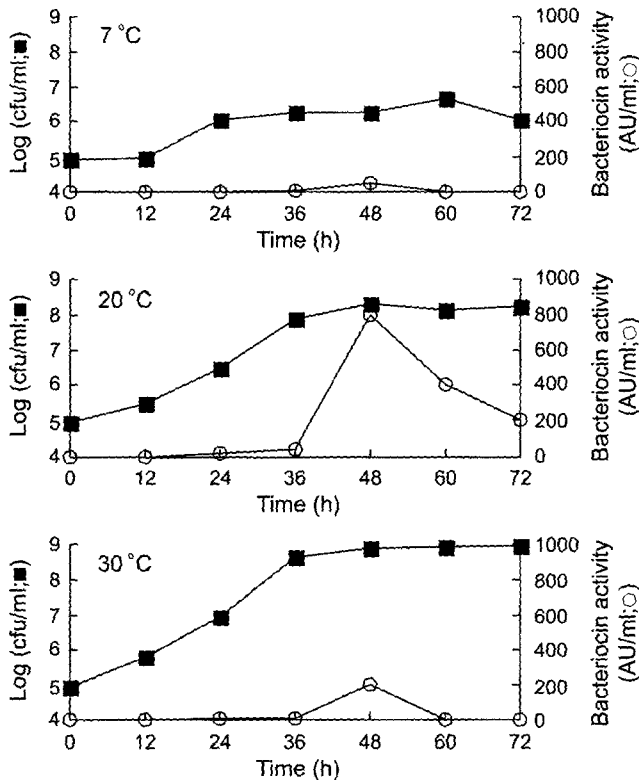 7 °C
Log (cfu/ml;■)
9
8
7
6
5
4
1000
800
600
400
200
0
Bacteriocin activity
(AU/ml;○)
0 12 24 36 48 60 72
Time (h)
20 °C
Log (cfu/ml;■)
9
8
7
6
5
4
1000
800
600
400
200
0
Bacteriocin activity
(AU/ml;○)
0 12 24 36 48 60 72
Time (h)
30 °C
Log (cfu/ml;■)
9
8
7
6
5
4
1000
800
600
400
200
0
Bacteriocin activity
(AU/ml;○)
0 12 24 36 48 60 72
Time (h)